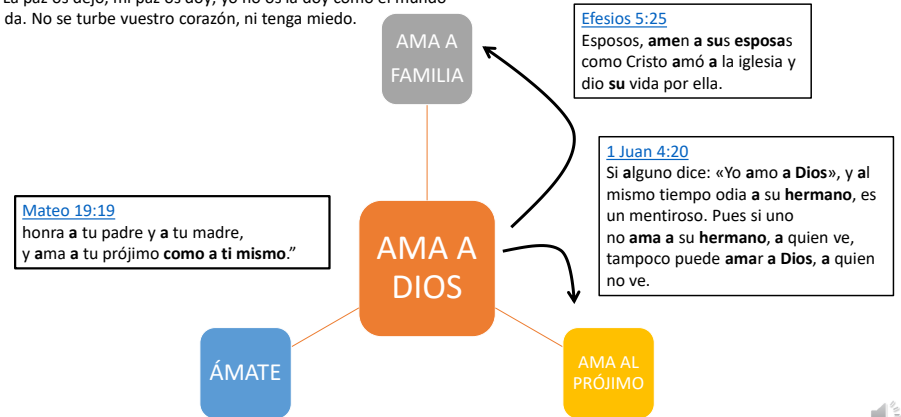 La paz os dejo, mi paz os doy; yo no os la doy como el mundo
da. No se turbe vuestro corazón, ni tenga miedo.
AMA A
FAMILIA
Efesios 5:25
Esposos, amen a sus esposas
como Cristo amó a la iglesia y
dio su vida por ella.
1 Juan 4:20
Si alguno dice: «Yo amo a Dios», y al
mismo tiempo odia a su hermano, es
un mentiroso. Pues si uno
no ama a su hermano, a quien ve,
tampoco puede amar a Dios, a quien
no ve.
Mateo 19:19
honra a tu padre y a tu madre,
y ama a tu prójimo como a ti mismo.”
AMA A
DIOS
ÁMATE
AMA AL
PRÓJIMO